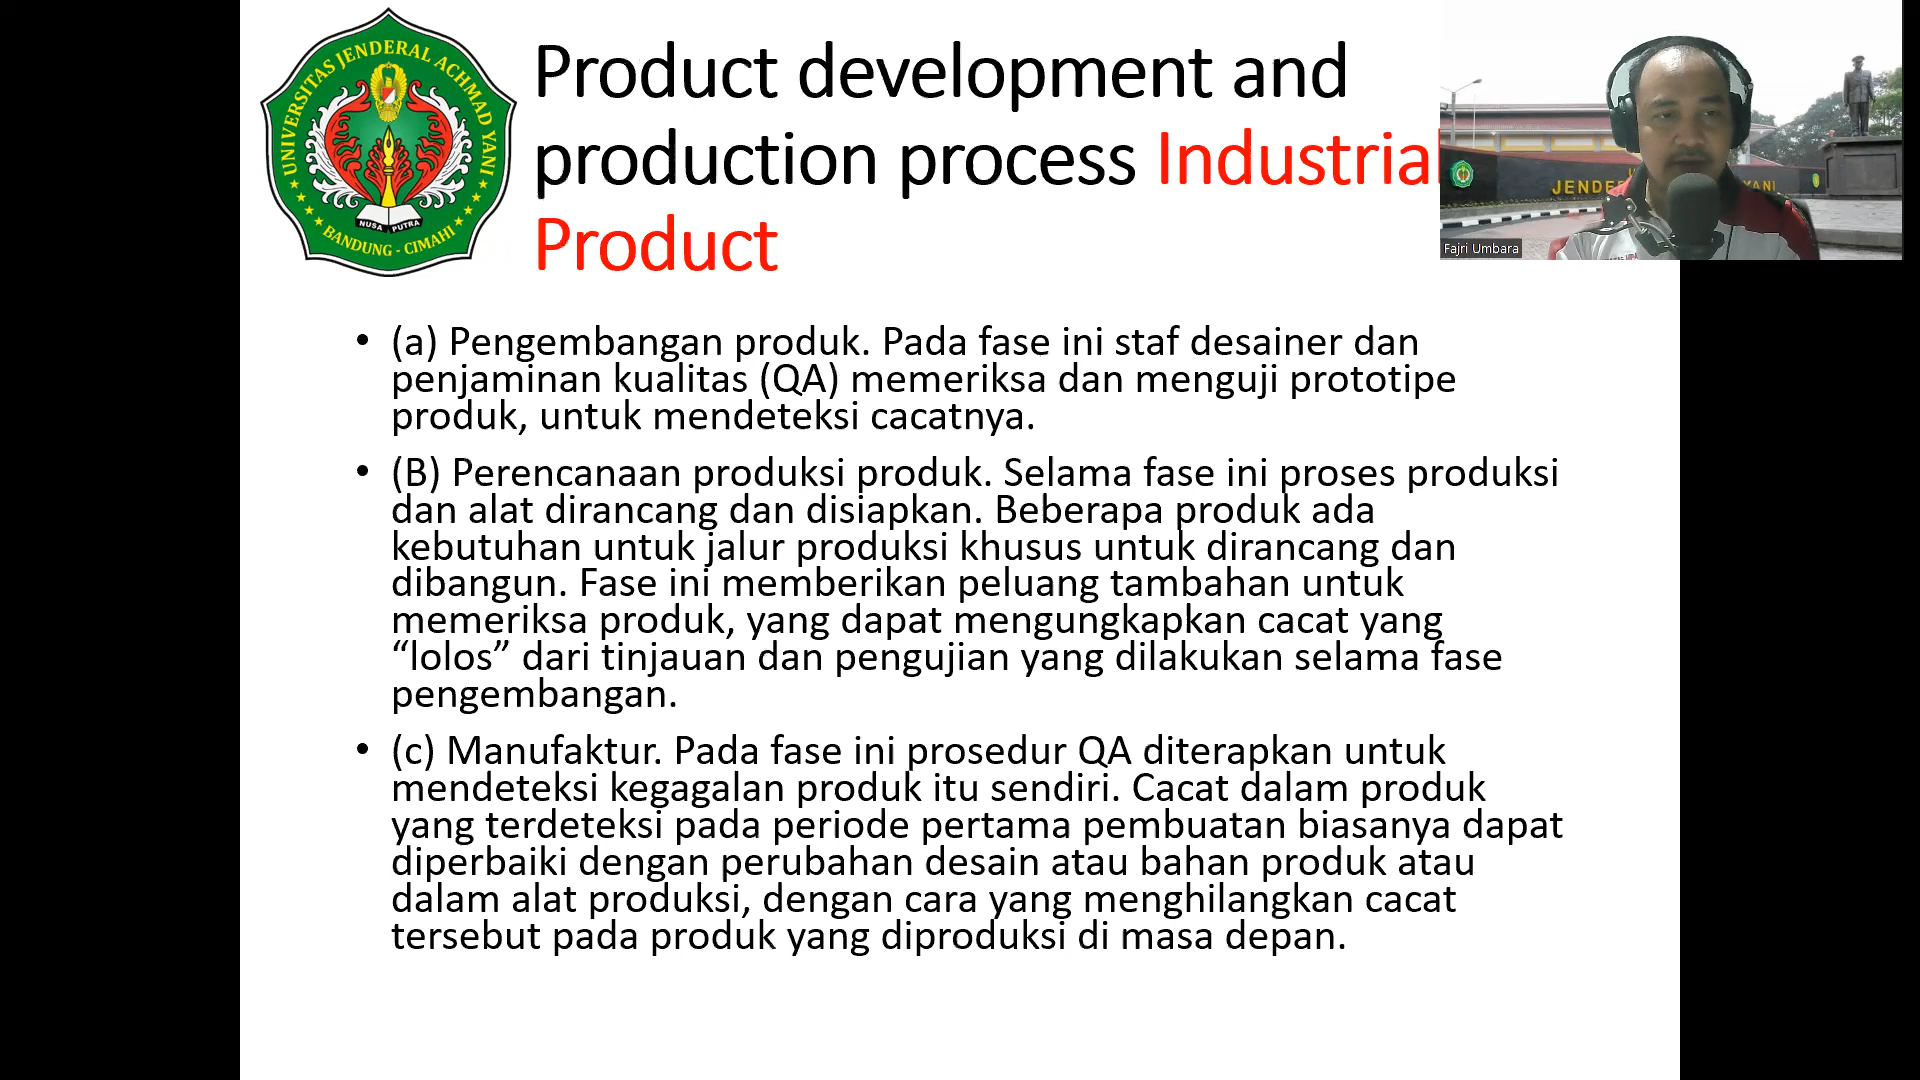 UNIVERSITAS JENDERAL ACHMAD YANI
NUSA PUTRA
BANDUNG - CIMAHI
Product development and
production process Industrial
Product
JENDE
YANI
Fajri Umbara
• (a) Pengembangan produk. Pada fase ini staf desainer dan
penjaminan kualitas (QA) memeriksa dan menguji prototipe
produk, untuk mendeteksi cacatnya.
• (B) Perencanaan produksi produk. Selama fase ini proses produksi
dan alat dirancang dan disiapkan. Beberapa produk ada
kebutuhan untuk jalur produksi khusus untuk dirancang dan
dibangun. Fase ini memberikan peluang tambahan untuk
memeriksa produk, yang dapat mengungkapkan cacat yang
“lolos” dari tinjauan dan pengujian yang dilakukan selama fase
pengembangan.
• (c) Manufaktur. Pada fase ini prosedur QA diterapkan untuk
mendeteksi kegagalan produk itu sendiri. Cacat dalam produk
yang terdeteksi pada periode pertama pembuatan biasanya dapat
diperbaiki dengan perubahan desain atau bahan produk atau
dalam alat produksi, dengan cara yang menghilangkan cacat
tersebut pada produk yang diproduksi di masa depan.